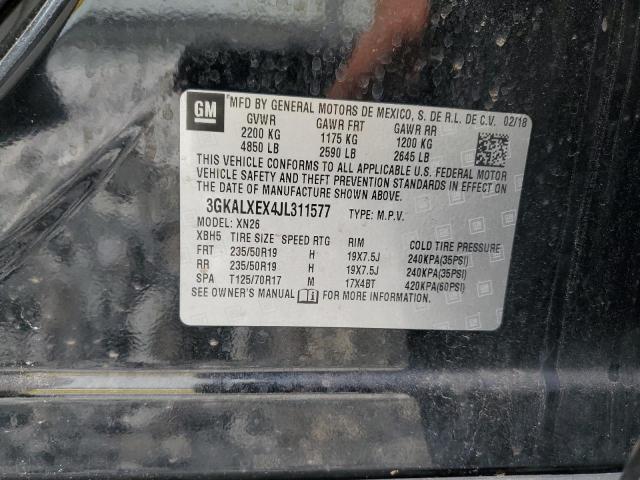 GM
MFD BY GENERAL MOTORS DE MEXICO, S. DE R.L. DE C.V. 02/18
GVWR GAWR FRT GAWR RR
2200 KG 1175 KG 1200 KG
4850 LB 2590 LB 2645 LB
THIS VEHICLE CONFORMS TO ALL APPLICABLE U.S. FEDERAL MOTOR
VEHICLE SAFETY AND THEFT PREVENTION STANDARDS IN EFFECT ON
THE DATE OF MANUFACTURE SHOWN ABOVE.
3GKALXEX4JL311577 TYPE: M.P.V.
MODEL: XN26
XBH5 TIRE SIZE SPEED RTG RIM COLD TIRE PRESSURE
FRT 235/50R19 H 19X7.5J 240KPA(35PSI)
RR 235/50R19 H 19X7.5J 240KPA(35PSI)
SPA T125/70R17 M 17X4BT 420KPA(60PSI)
SEE OWNER'S MANUAL FOR MORE INFORMATION.